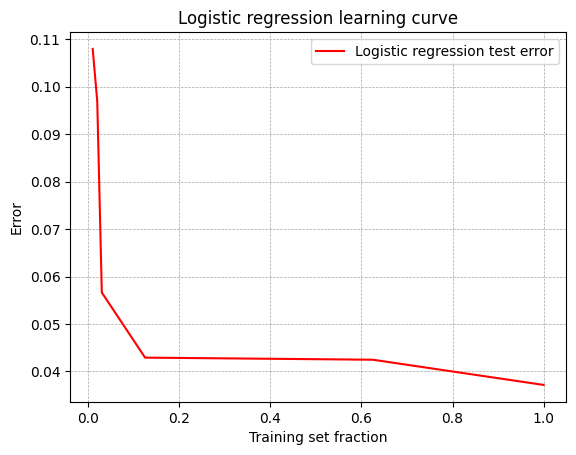 Logistic regression learning curve
Logistic regression test error
Error
0.11
0.10
0.09
0.08
0.07
0.06
0.05
0.04
0.0 0.2 0.4 0.6 0.8 1.0
Training set fraction